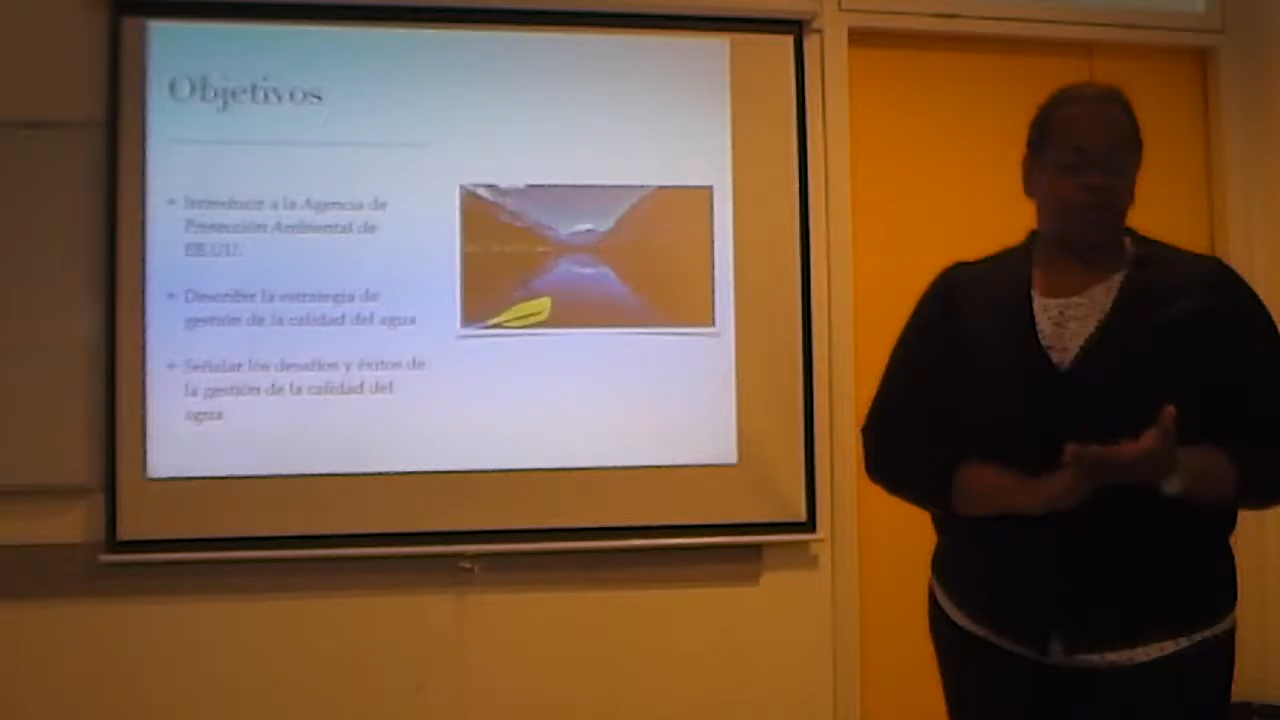 Objetivos
Introducir a la Agencia de
Protección Ambiental de
EE.UU.
Describir la estrategia de
gestión de la calidad del agua
Señalar los desafíos y éxitos de
la gestión de la calidad del
agua